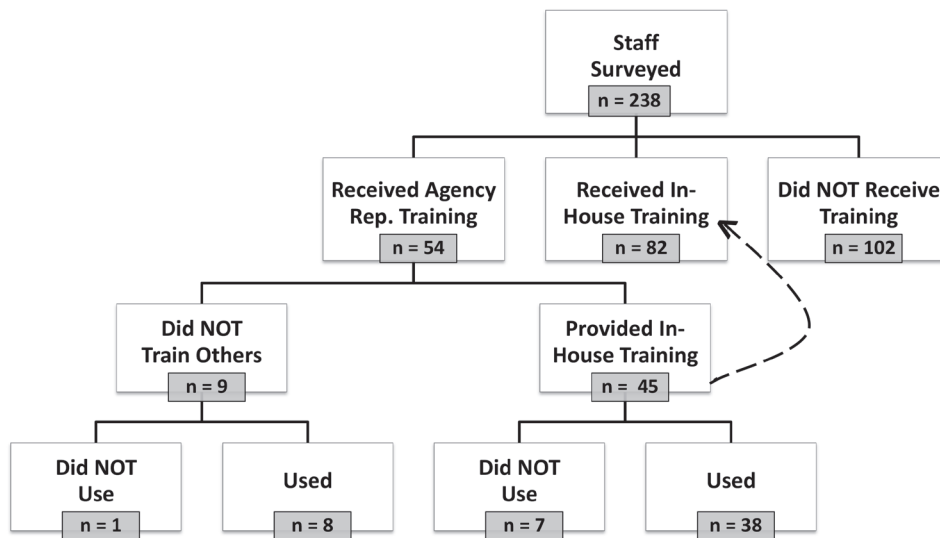 Staff
Surveyed
n = 238
Received Agency
Rep. Training
n = 54
Received In-
House Training
n = 82
Did NOT Receive
Training
n = 102
Did NOT
Train Others
n = 9
Provided In-
House Training
n = 45
Did NOT
Use
n = 1
Used
n = 8
Did NOT
Use
n = 7
Used
n = 38